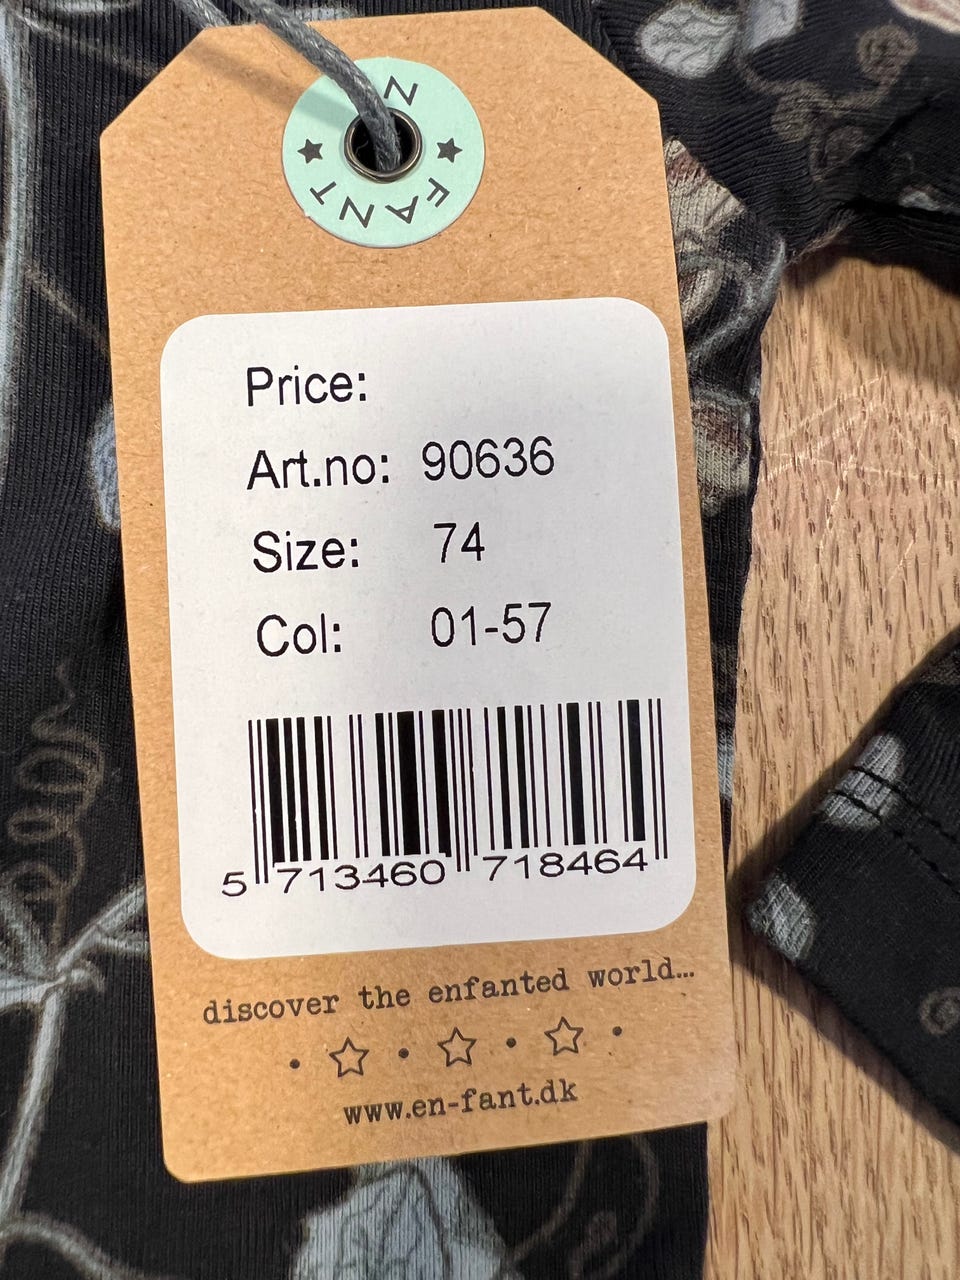 N ★ FANT ★
Price:
Art.no: 90636
Size: 74
Col: 01-57
5 713460 718464
discover the enfanted world...
www.en-fant.dk